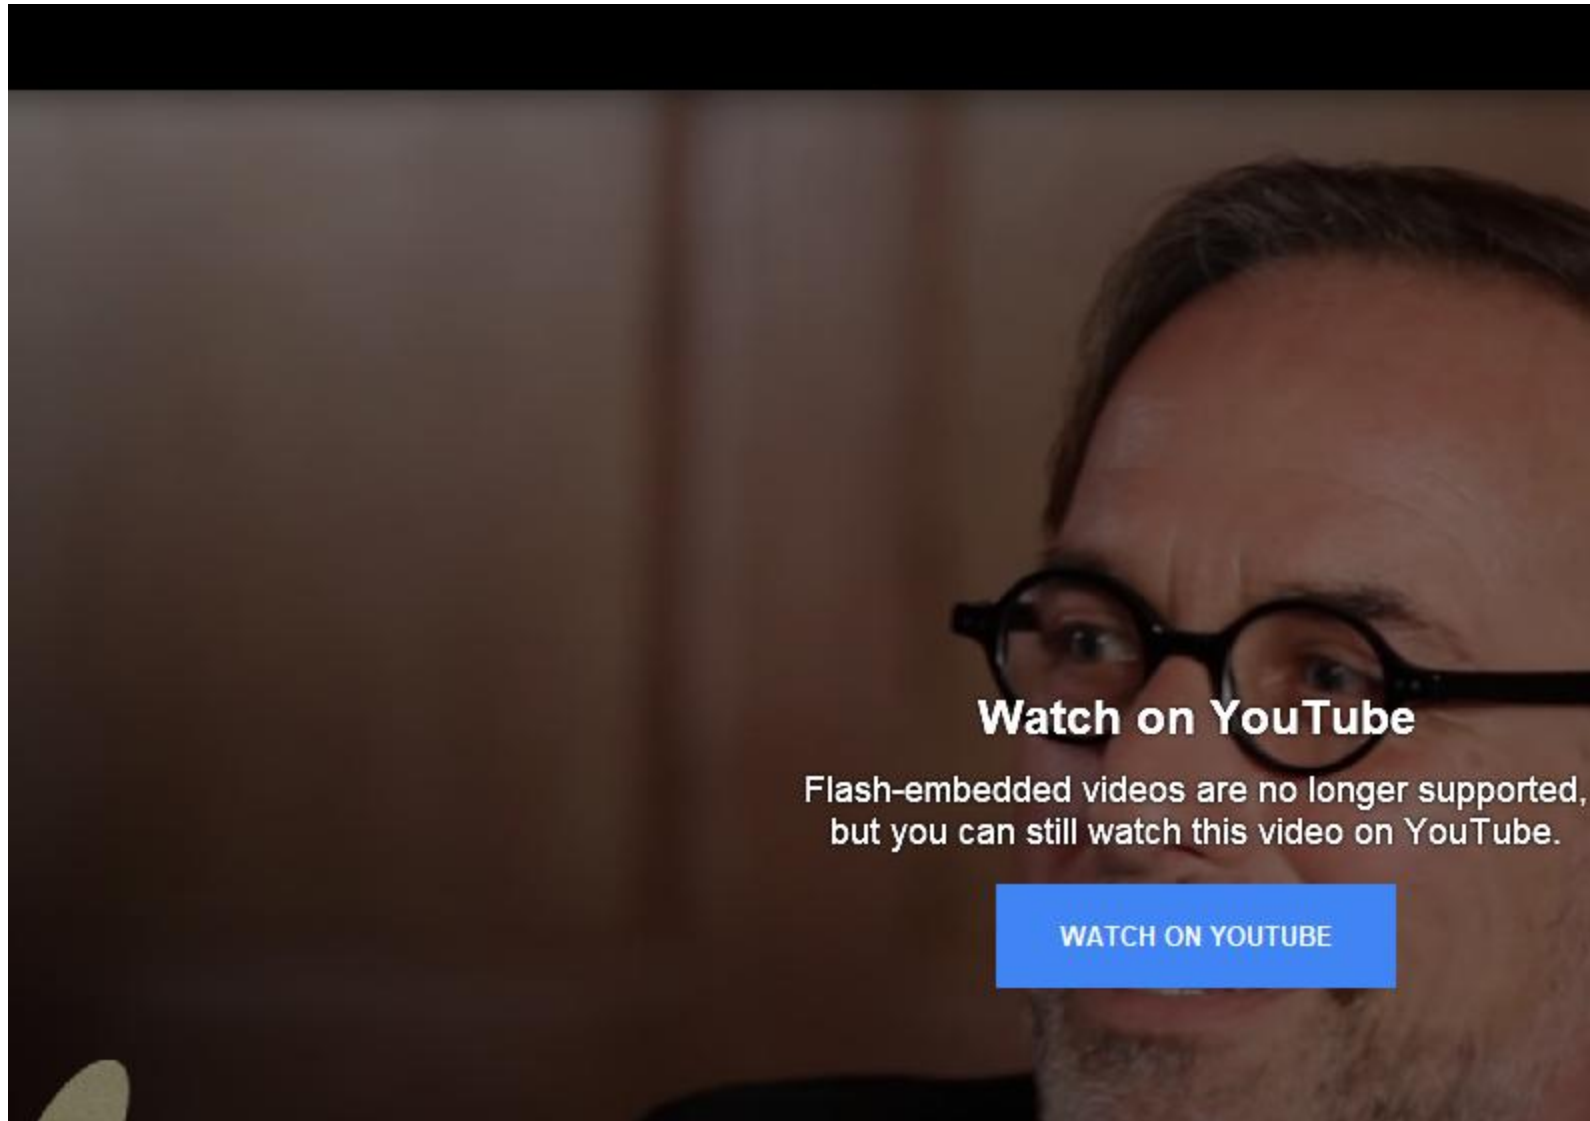 Watch on YouTube
Flash-embedded videos are no longer supported,
but you can still watch this video on YouTube.
WATCH ON YOUTUBE